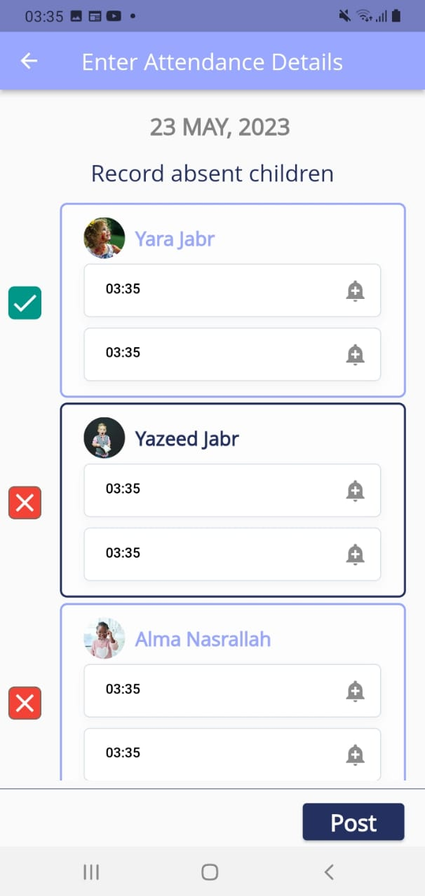 03:35
Enter Attendance Details
23 MAY, 2023
Record absent children
Yara Jabr
03:35
03:35
Yazeed Jabr
03:35
03:35
Alma Nasrallah
03:35
03:35
Post